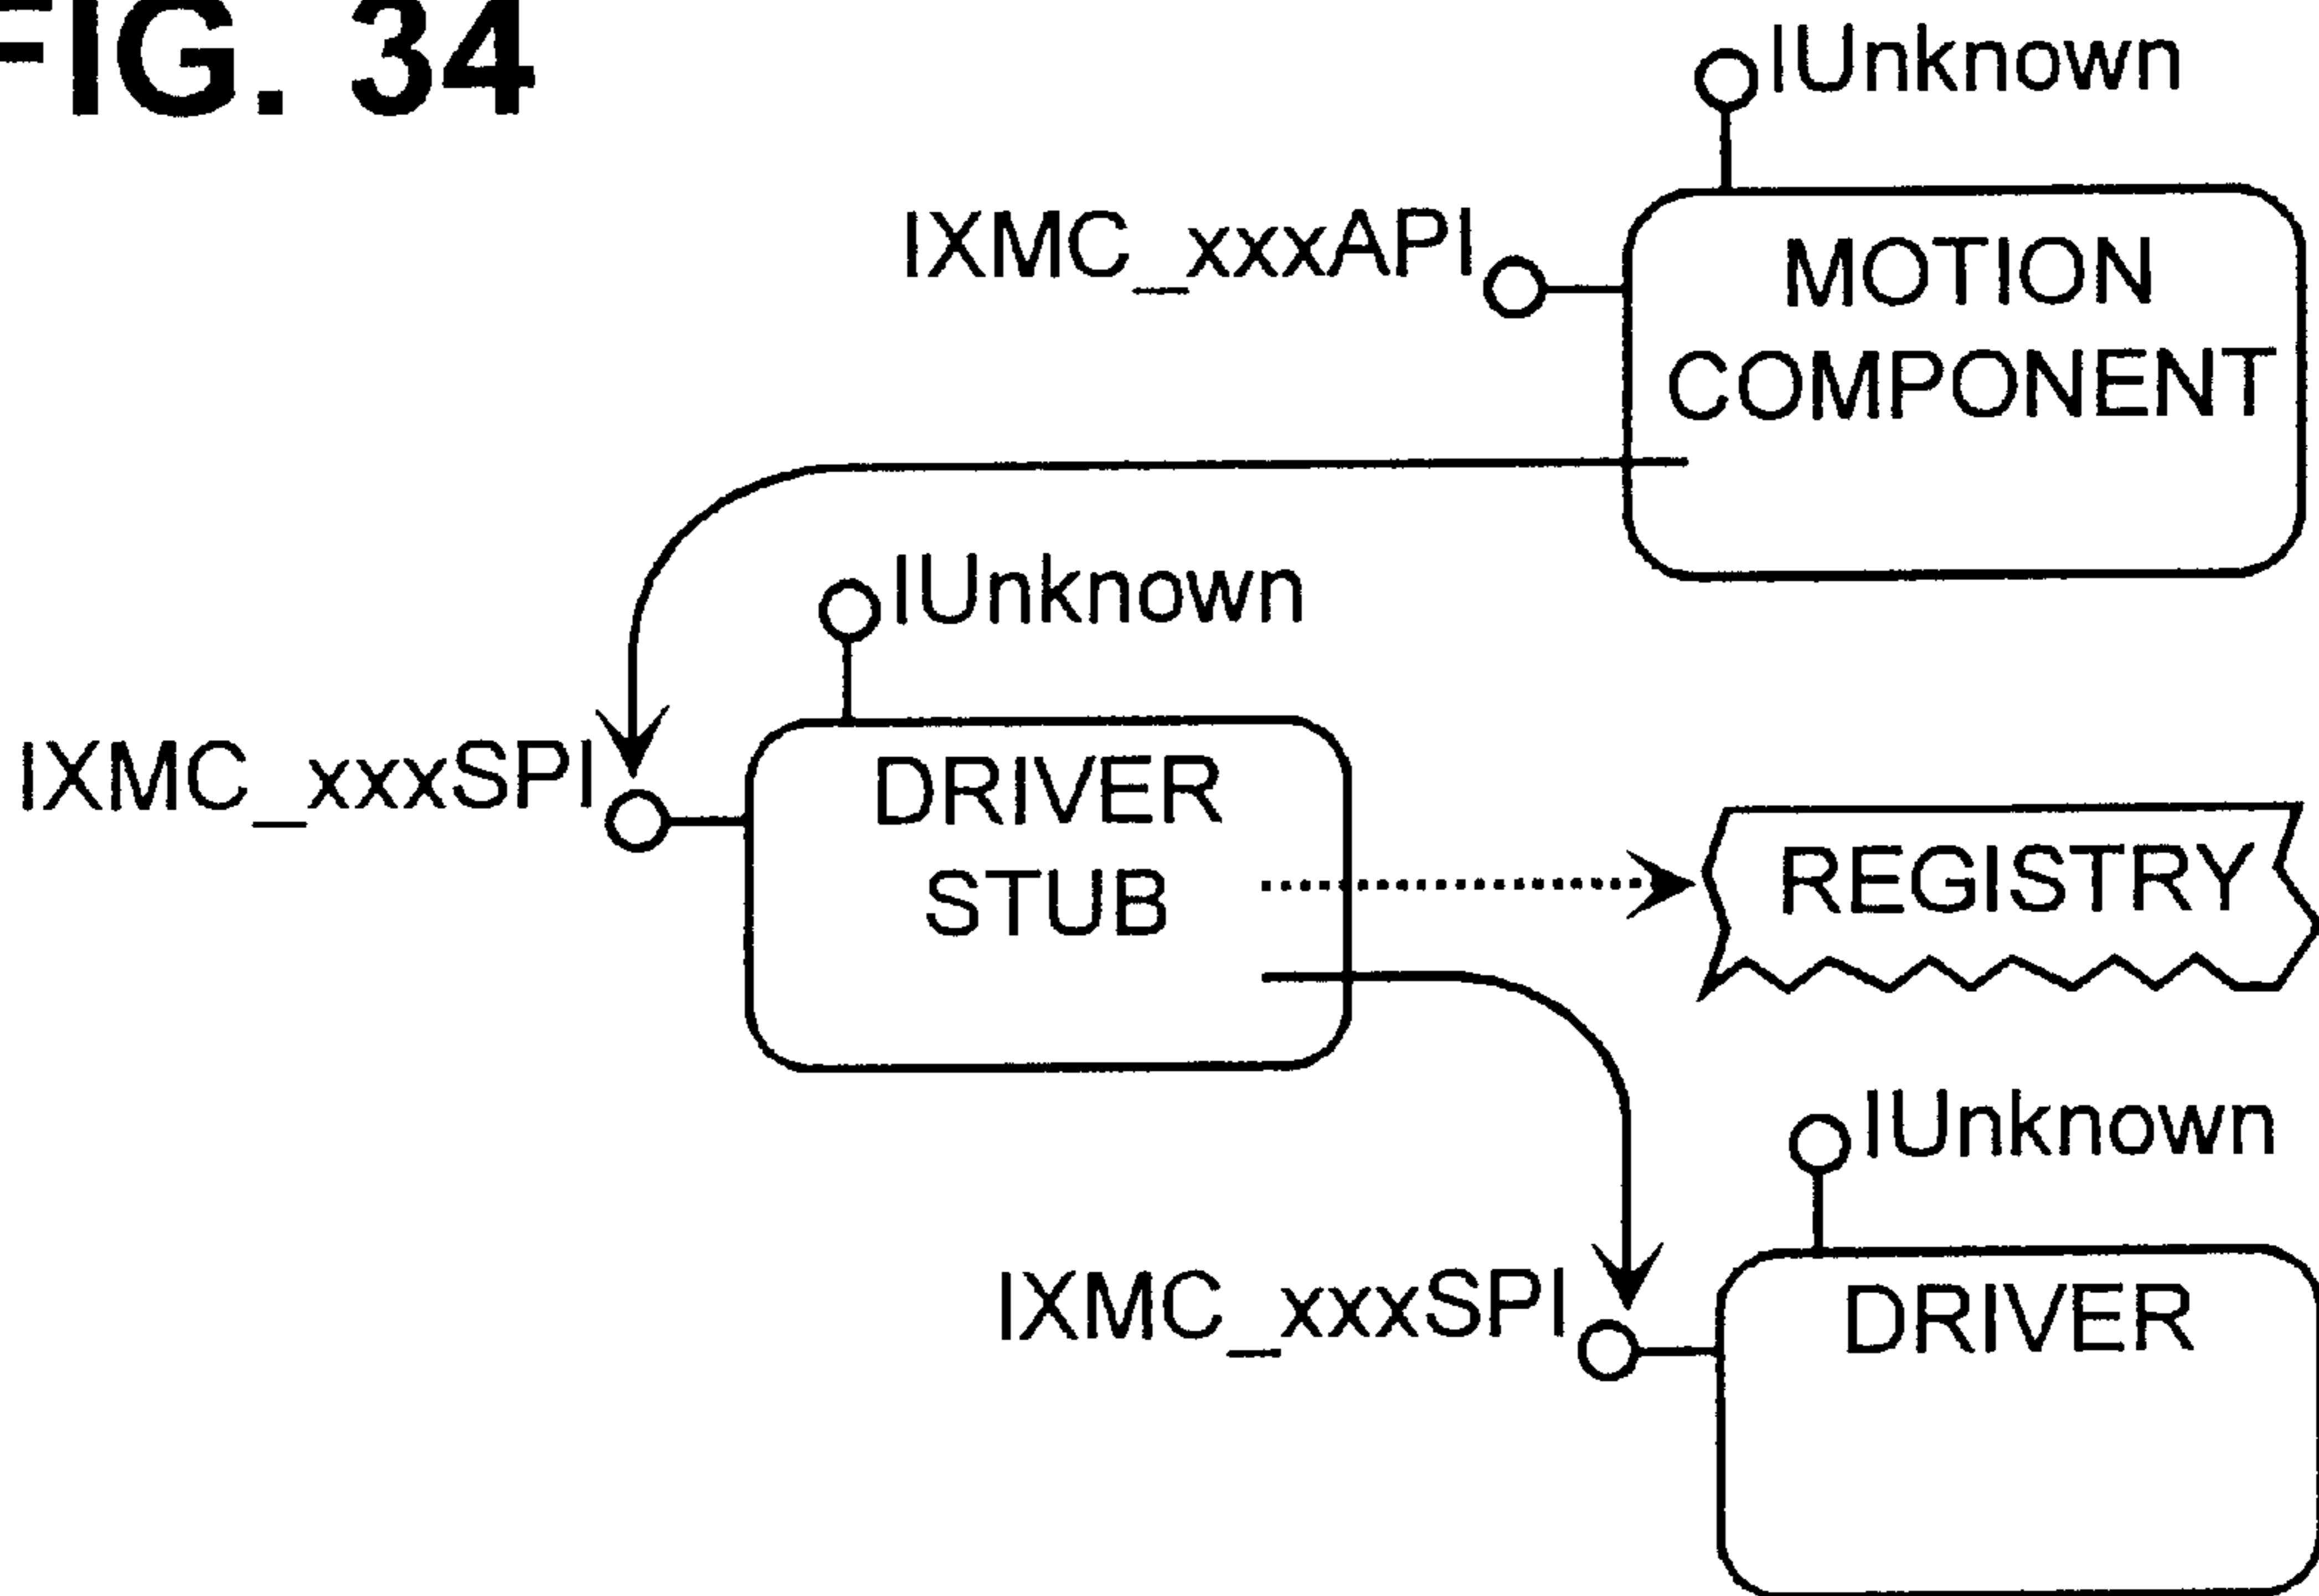 FIG. 34
IUnknown
IXMC_xxxAPI
MOTION
COMPONENT
IUnknown
IXMC_xxxSPI
DRIVER
STUB
REGISTRY
IUnknown
IXMC_xxxSPI
DRIVER